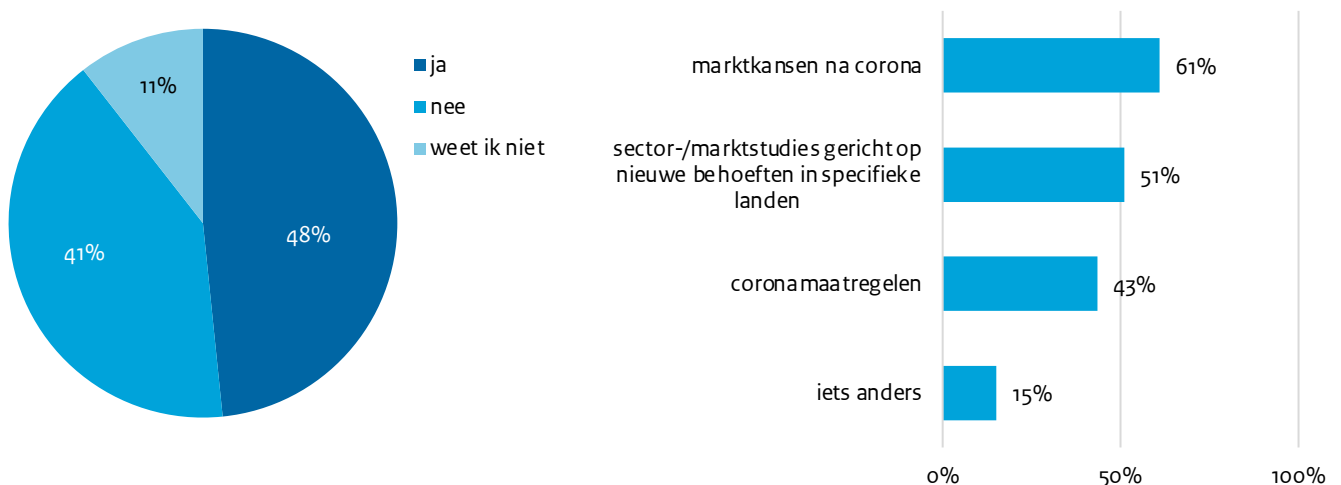 11%
48%
41%
ja
nee
weet ik niet
marktkansen na corona
61%
sector-/marktstudies gericht op
nieuwe behoeften in specifieke
landen
51%
coronamaatregelen
43%
iets anders
15%
0%
50%
100%